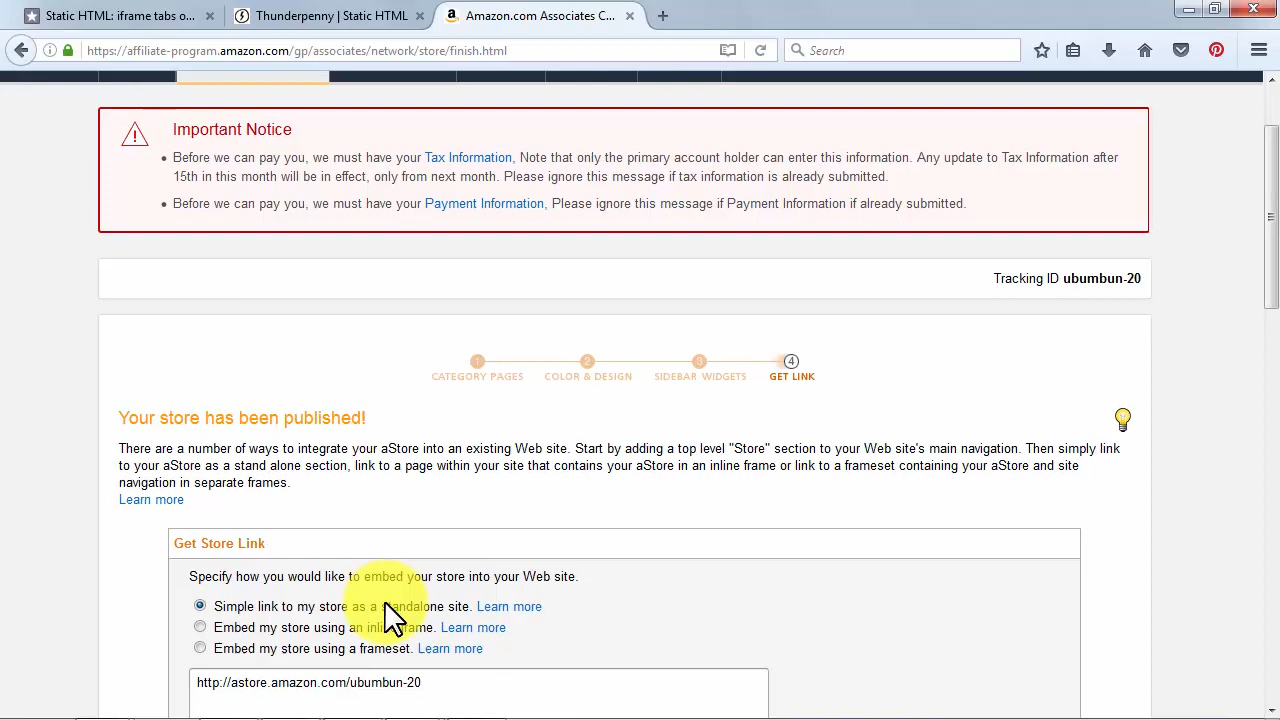 Static HTML: iframe tabs o...
Thunderpenny | Static HTML
Amazon.com Associates C...
https://affiliate-program.amazon.com/gp/associates/network/store/finish.html
Search
Important Notice
Before we can pay you, we must have your Tax Information, Note that only the primary account holder can enter this information. Any update to Tax Information after
15th in this month will be in effect, only from next month. Please ignore this message if tax information is already submitted.
Before we can pay you, we must have your Payment Information, Please ignore this message if Payment Information if already submitted.
Tracking ID ubumbun-20
1 2 3 4
CATEGORY PAGES COLOR & DESIGN SIDEBAR WIDGETS GET LINK
Your store has been published!
There are a number of ways to integrate your aStore into an existing Web site. Start by adding a top level "Store" section to your Web site's main navigation. Then simply link
to your aStore as a stand alone section, link to a page within your site that contains your aStore in an inline frame or link to a frameset containing your aStore and site
navigation in separate frames.
Learn more
Get Store Link
Specify how you would like to embed your store into your Web site.
Simple link to my store as a standalone site. Learn more
Embed my store using an inline frame. Learn more
Embed my store using a frameset. Learn more
http://astore.amazon.com/ubumbun-20